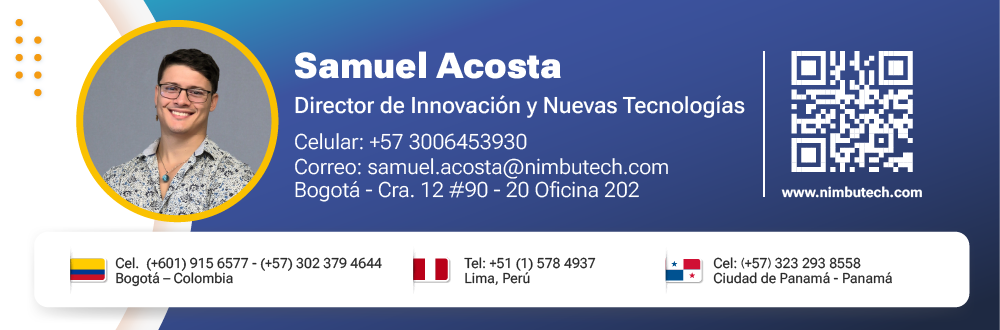 Samuel Acosta
Director de Innovación y Nuevas Tecnologías
Celular: +57 3006453930
Correo: samuel.acosta@nimbutech.com
Bogotá - Cra. 12 #90 - 20 Oficina 202
www.nimbutech.com
Cel. (+601) 915 6577 - (+57) 302 379 4644
Bogotá – Colombia
Tel: +51 (1) 578 4937
Lima, Perú
Cel: (+57) 323 293 8558
Ciudad de Panamá - Panamá